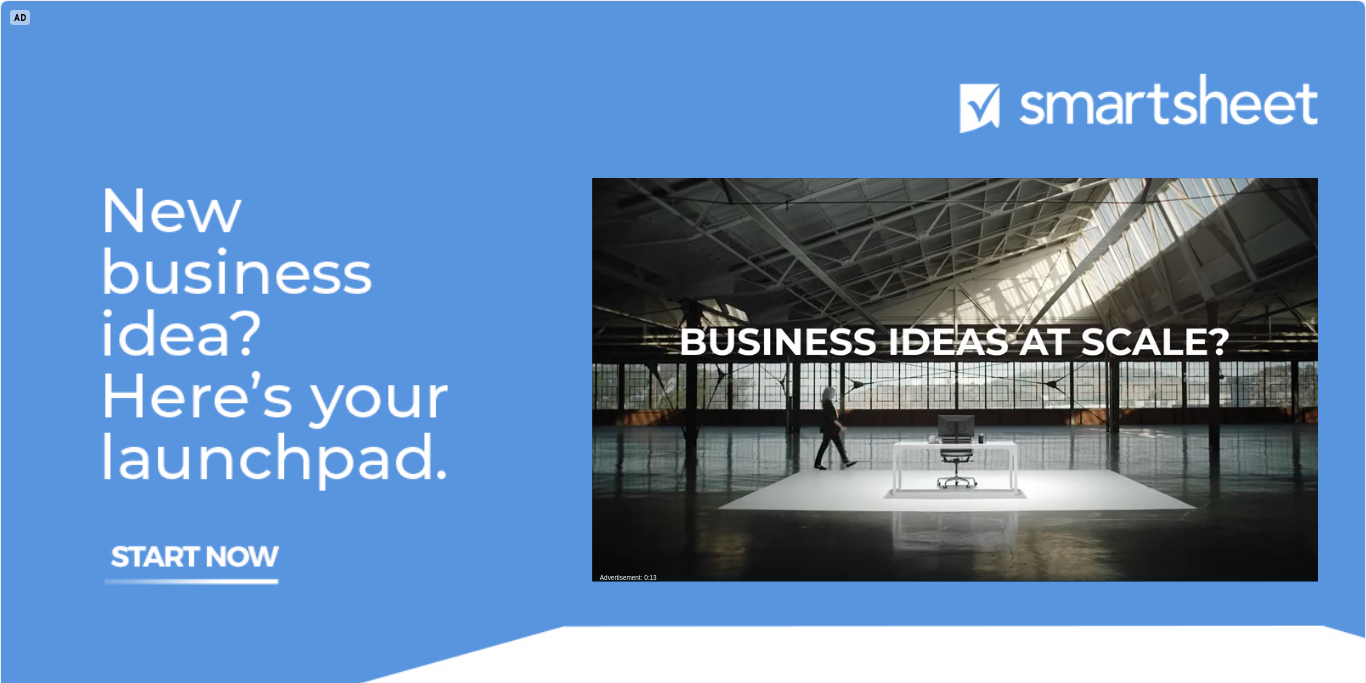 AD
smartsheet
New
business
idea?
Here’s your
launchpad.
START NOW
BUSINESS IDEAS AT SCALE?
Advertisement: 0:13